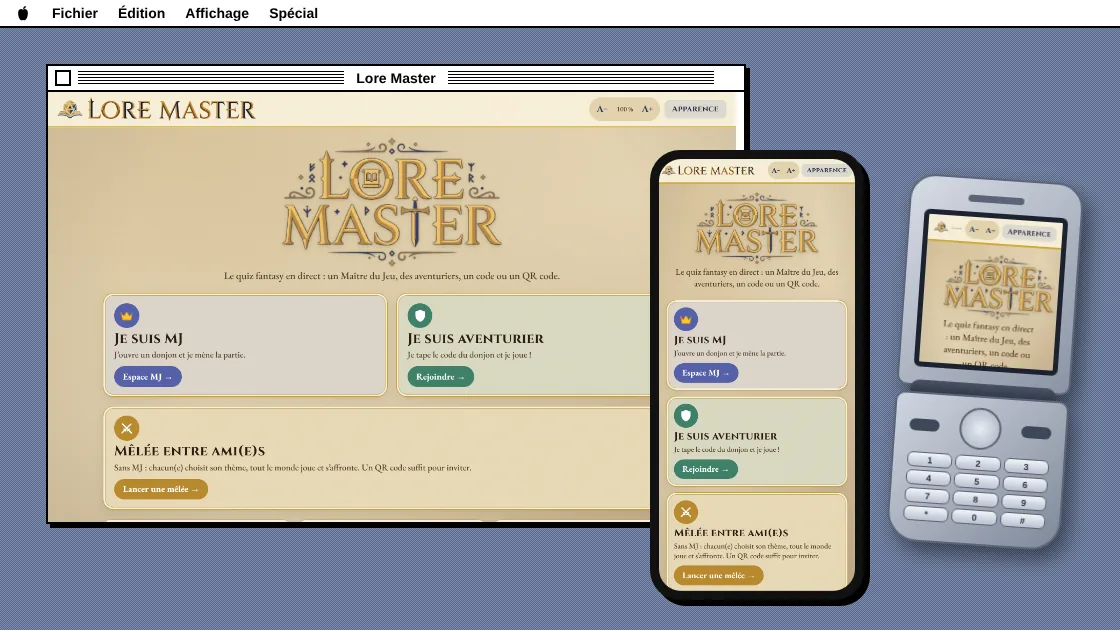 Fichier Édition Affichage Spécial
Lore Master
LORE MASTER
A− 100% A+ APPARENCE
LORE
MASTER
Le quiz fantasy en direct : un Maître du Jeu, des aventuriers, un code ou un QR code.
JE SUIS MJ
J'ouvre un donjon et je mène la partie.
Espace MJ →
JE SUIS AVENTURIER
Je tape le code du donjon et je joue !
Rejoindre →
MÊLÉE ENTRE AMI(E)S
Sans MJ : chacun(e) choisit son thème, tout le monde joue et s'affronte. Un QR code suffit pour inviter.
Lancer une mêlée →
LORE MASTER
A− A+ APPARENCE
LORE
MASTER
Le quiz fantasy en direct : un Maître du Jeu, des
aventuriers, un code ou un QR code.
JE SUIS MJ
J'ouvre un donjon et je mène la partie.
Espace MJ →
JE SUIS AVENTURIER
Je tape le code du donjon et je joue !
Rejoindre →
MÊLÉE ENTRE AMI(E)S
Sans MJ : chacun(e) choisit son thème, tout le monde
joue et s'affronte. Un QR code suffit pour inviter.
Lancer une mêlée →
A− A+ APPARENCE
LORE
MASTER
Le quiz fantasy en direct
: un Maître du Jeu, des
aventuriers, un code ou
un QR code.
1 2 3
4 5 6
7 8 9
* 0 #